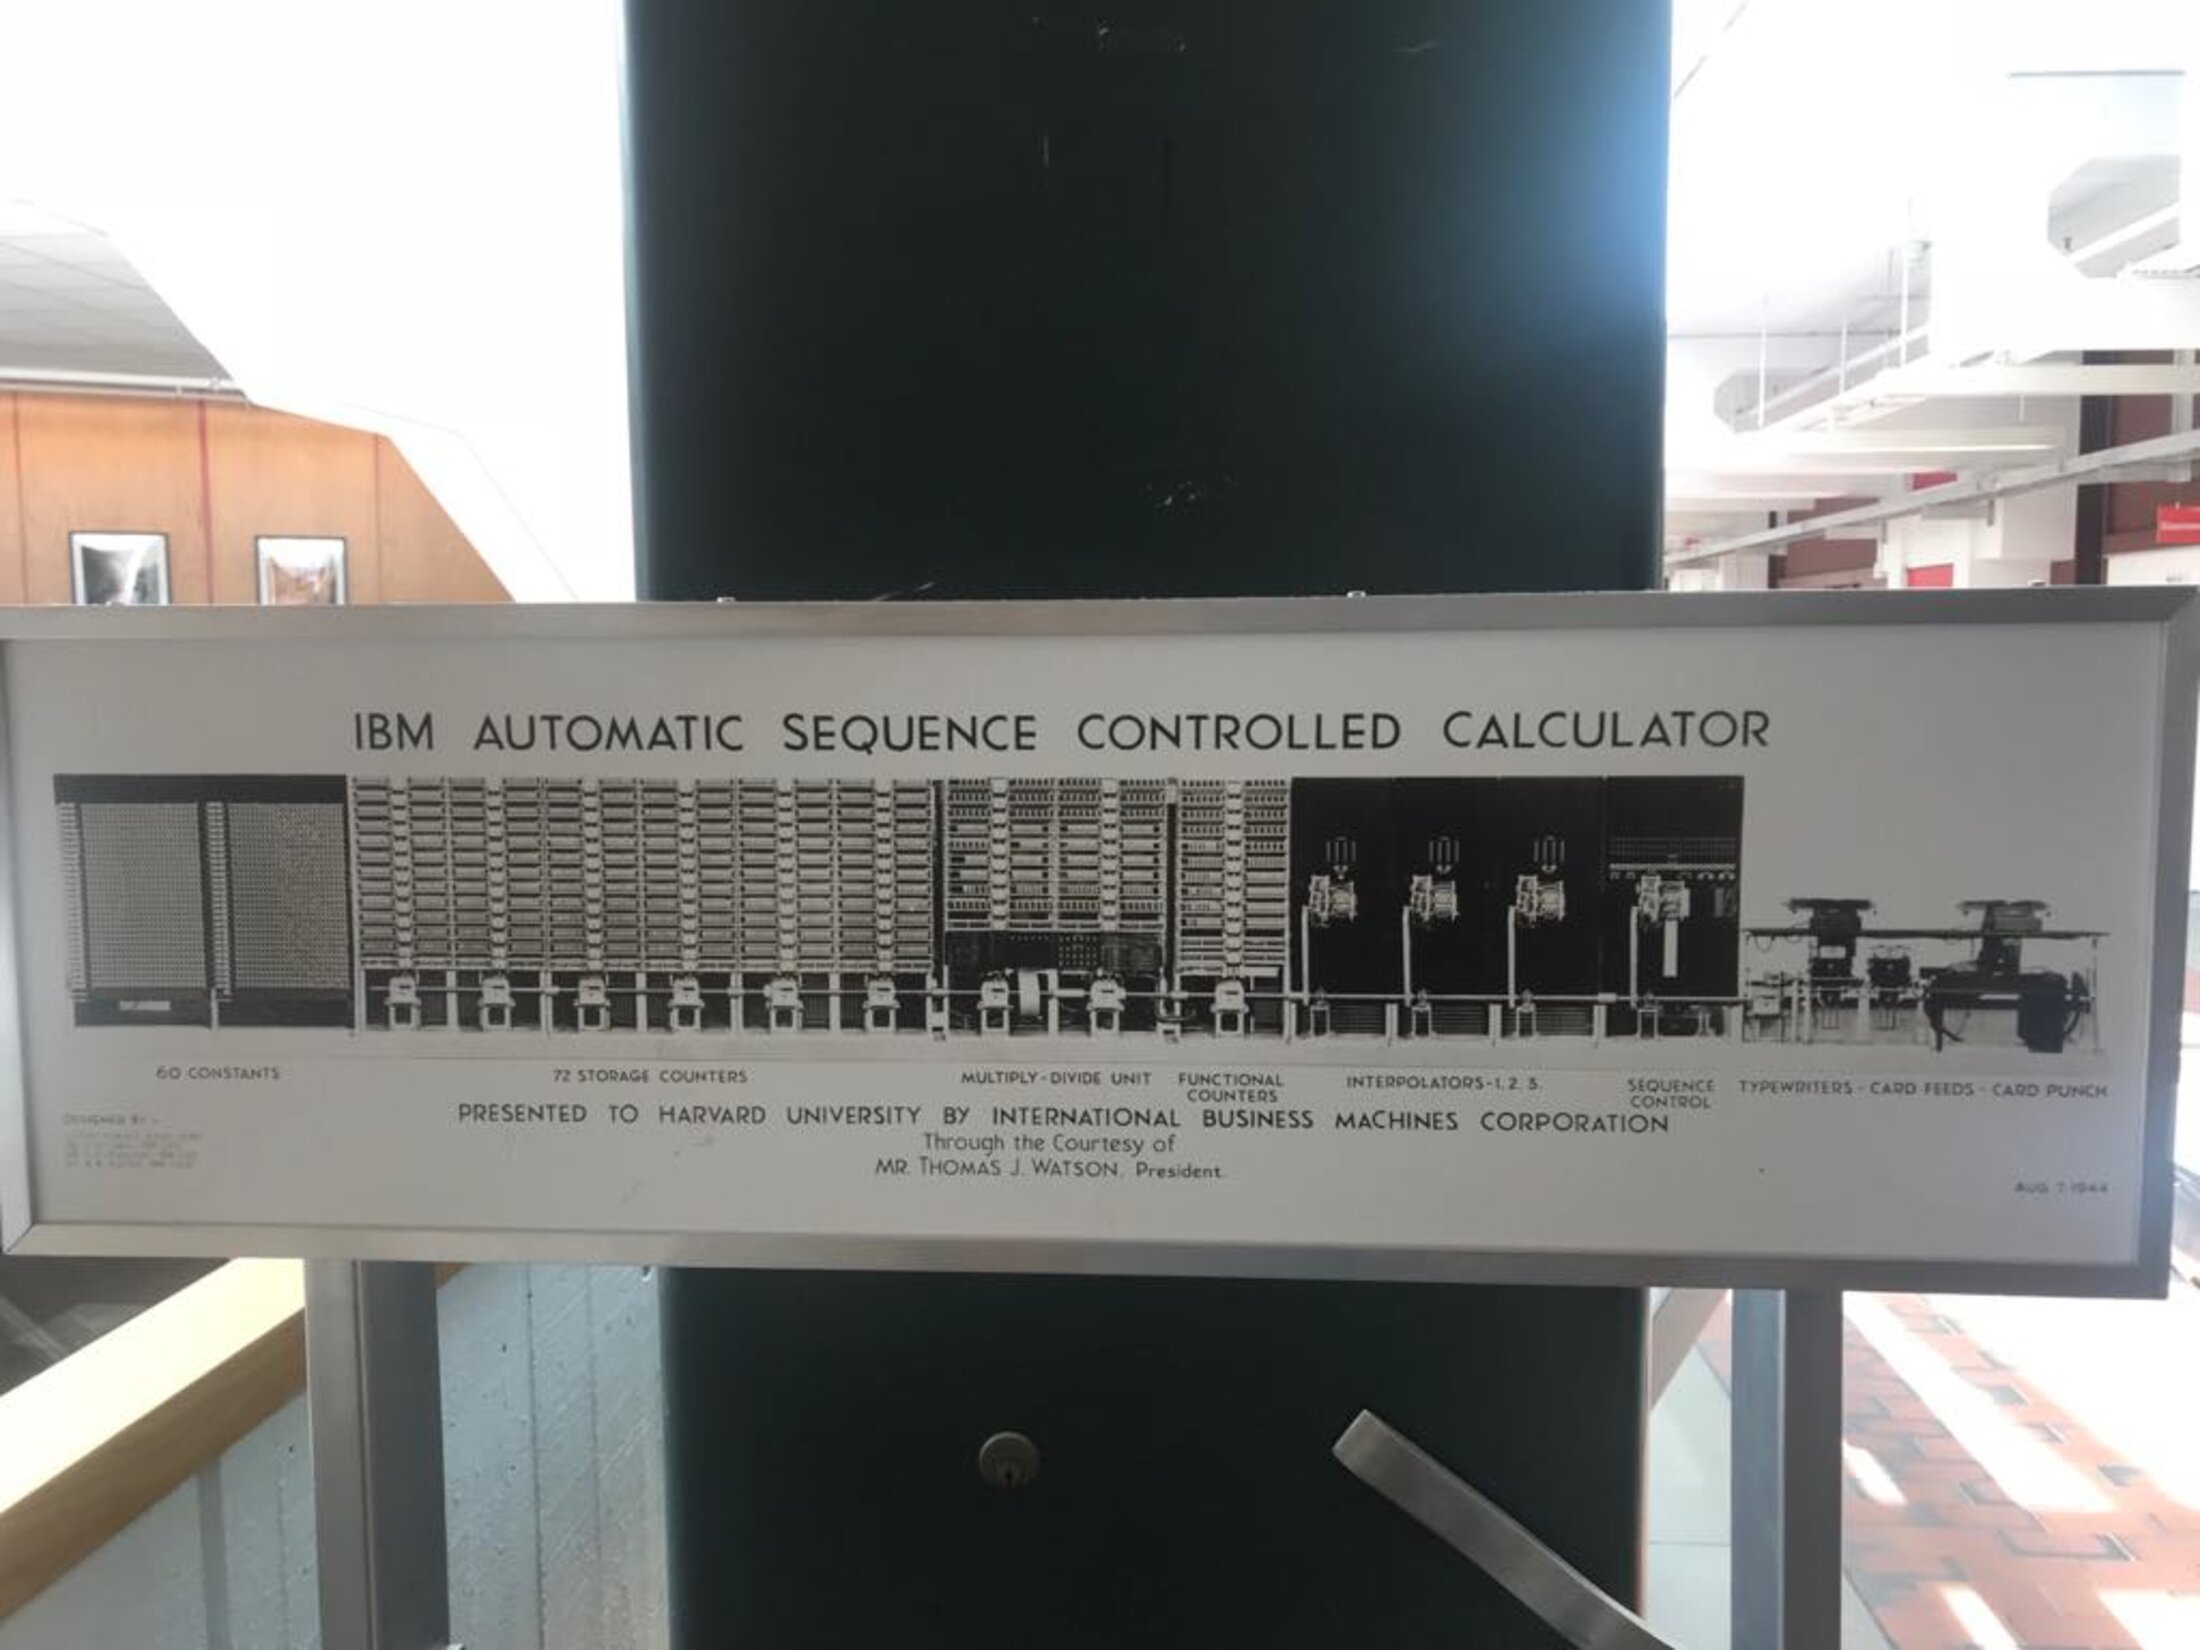 IBM AUTOMATIC SEQUENCE CONTROLLED CALCULATOR
60 CONSTANTS
72 STORAGE COUNTERS
MULTIPLY-DIVIDE UNIT
FUNCTIONAL
COUNTERS
INTERPOLATORS-1, 2, 3.
SEQUENCE
CONTROL
TYPEWRITERS - CARD FEEDS - CARD PUNCH
PRESENTED TO HARVARD UNIVERSITY BY INTERNATIONAL BUSINESS MACHINES CORPORATION
Through the Courtesy of
MR. THOMAS J. WATSON, President.
DESIGNED BY :-
AUG 7 1944